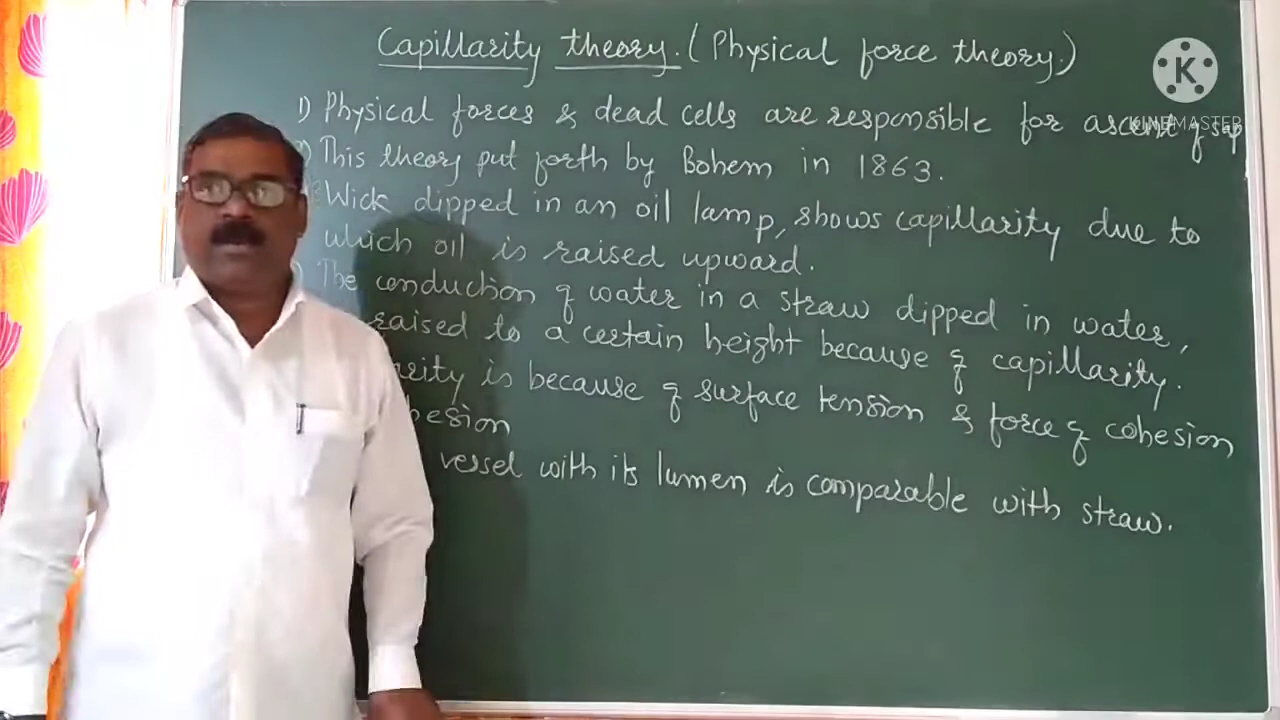 Capillarity theory. (Physical force theory.)
1) Physical forces & dead cells are responsible for ascent of sap
This theory put forth by Bohem in 1863.
Wick dipped in an oil lamp, shows capillarity due to
which oil is raised upward.
The conduction of water in a straw dipped in water,
raised to a certain height because of capillarity.
arity is because of surface tension & force of cohesion
hesion
vessel with its lumen is comparable with straw.
K
KINEMASTER